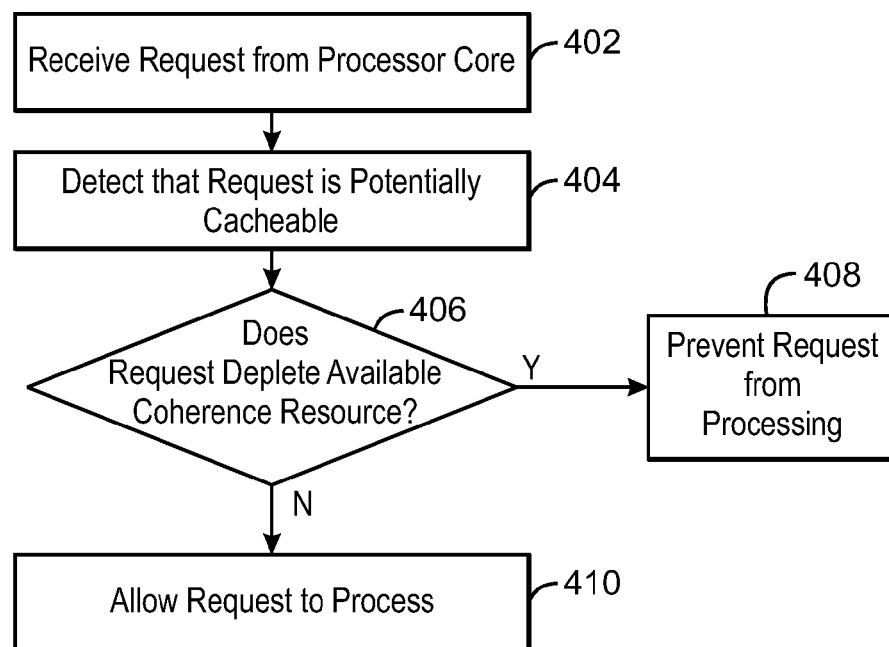 Receive Request from Processor Core
402
Detect that Request is Potentially
Cacheable
404
Does
Request Deplete Available
Coherence Resource?
406
Y
408
Prevent Request
from
Processing
N
Allow Request to Process
410